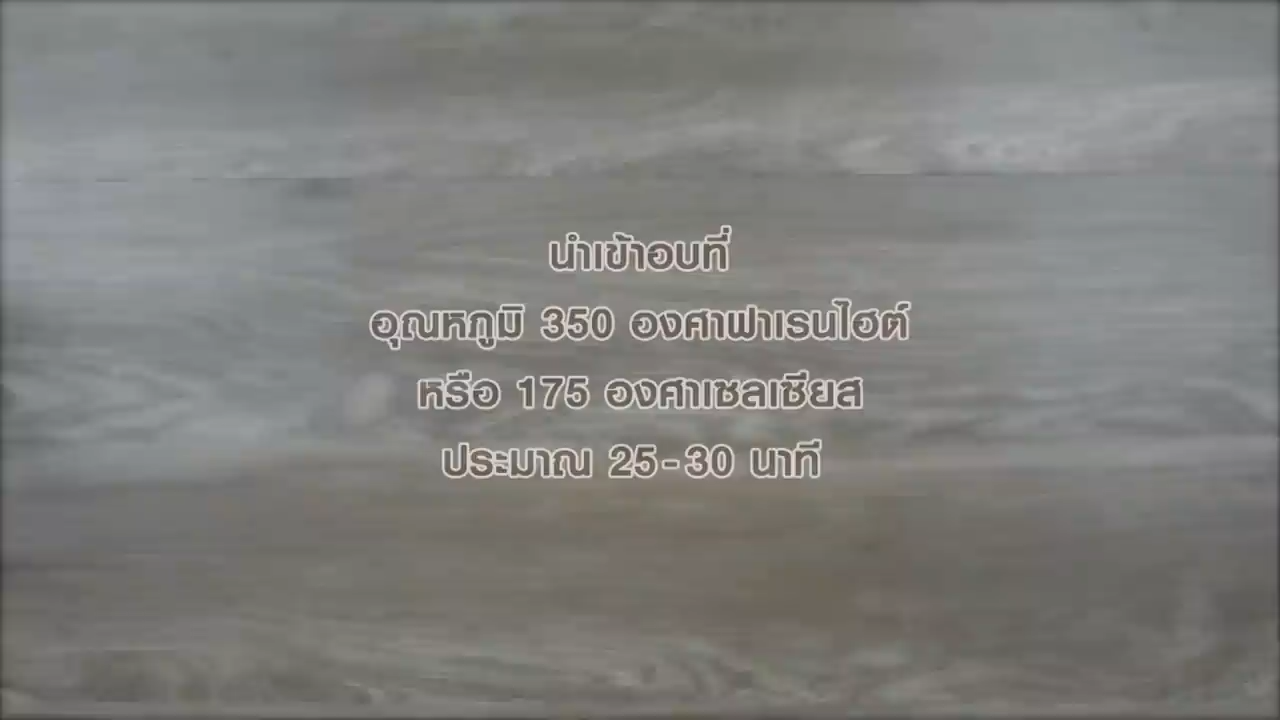 นำเข้าอบที่
อุณหภูมิ 350 องศาฟาเรนไฮต์
หรือ 175 องศาเซลเซียส
ประมาณ 25-30 นาที